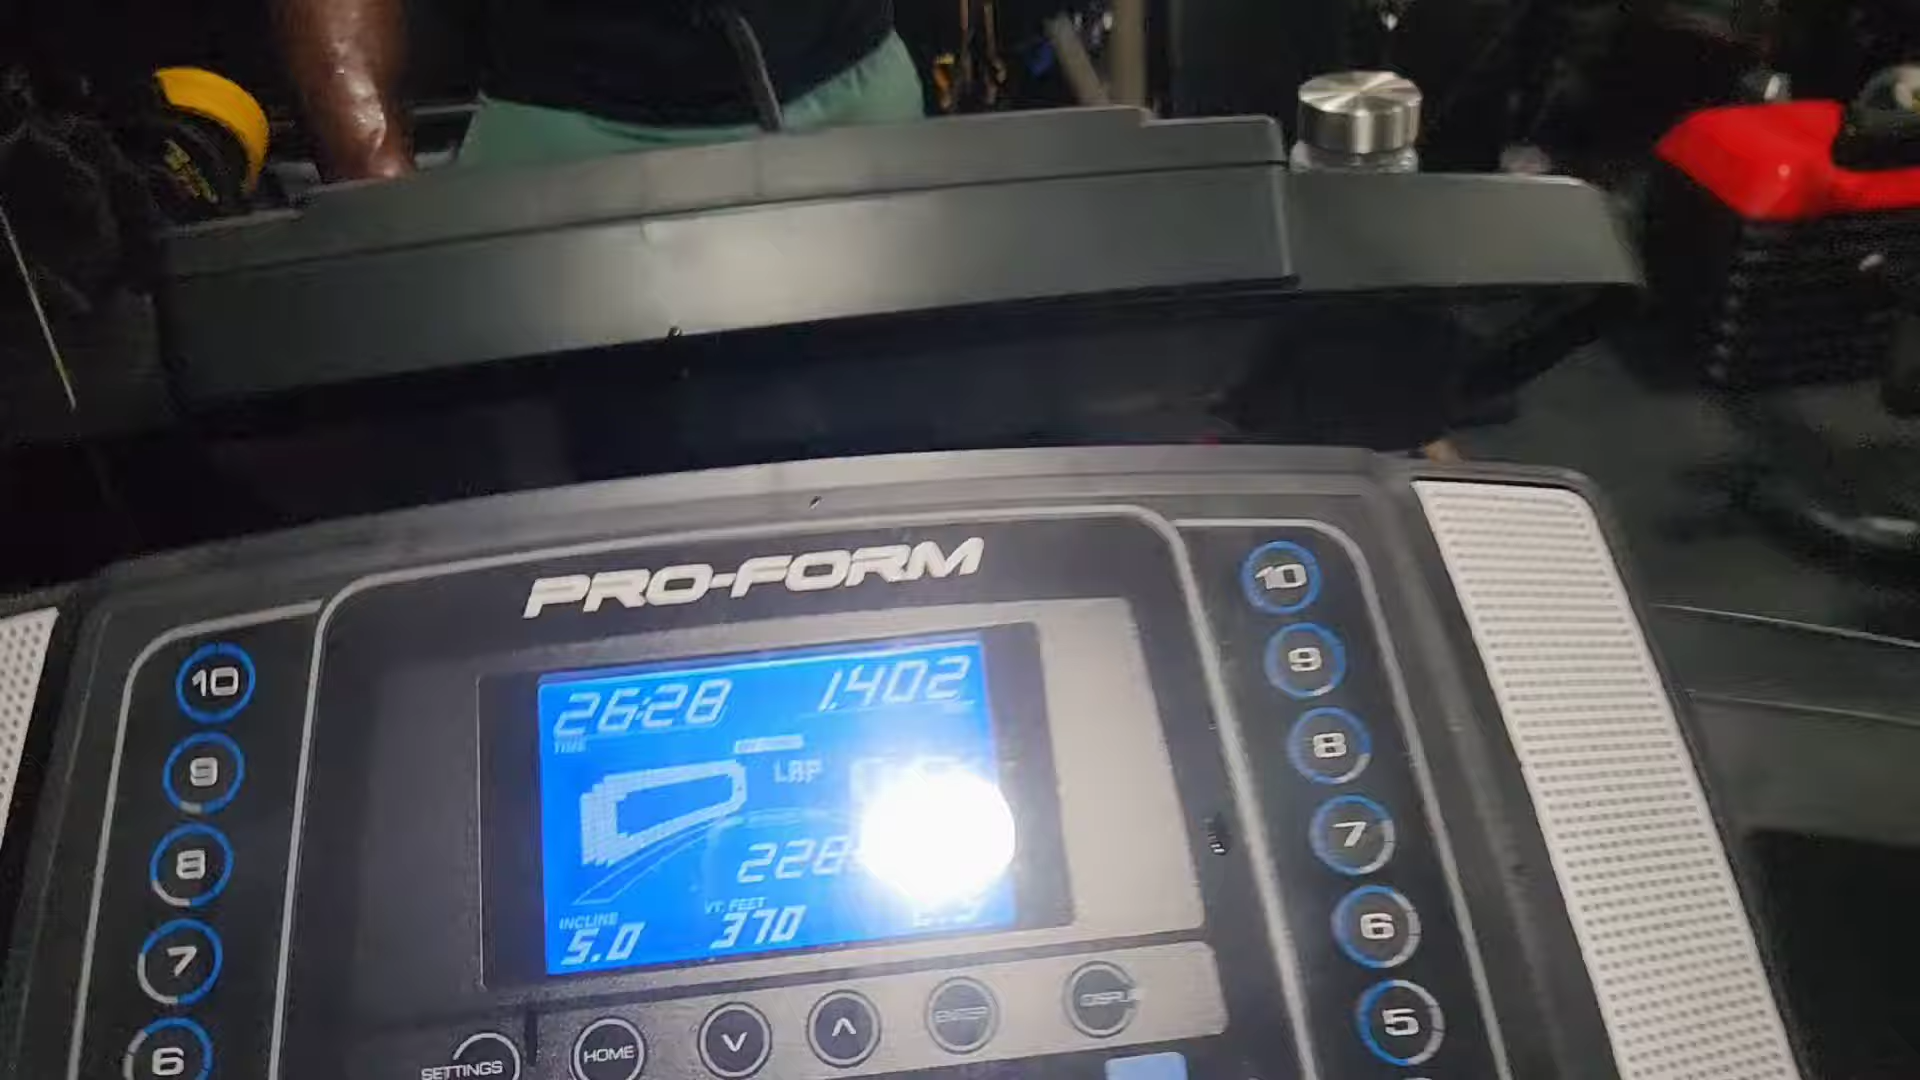 PRO-FORM
10
9
8
7
6
26:28
TIME
1.402
LAP
228
INCLINE
5.0
VT. FEET
370
SETTINGS
HOME
ENTER
10
9
8
7
6
5